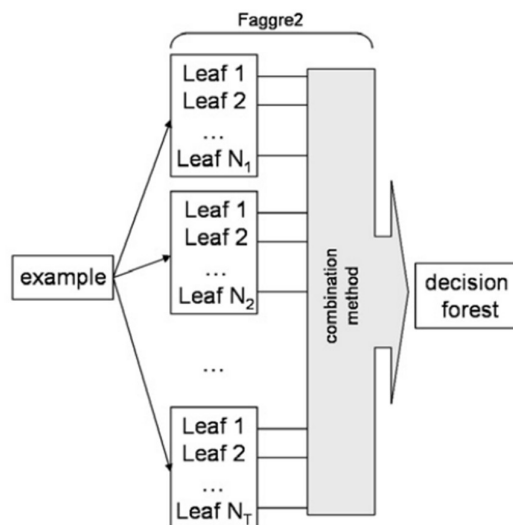 Faggre2
Leaf 1
Leaf 2
...
Leaf N₁
Leaf 1
Leaf 2
...
Leaf N₂
...
Leaf 1
Leaf 2
...
Leaf N_T
example
combination
method
decision
forest